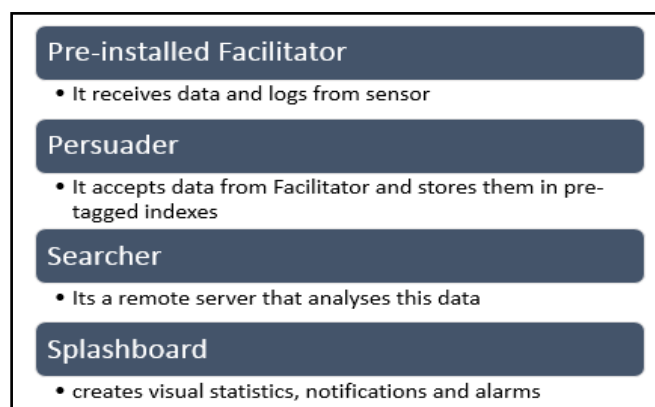 Pre-installed Facilitator
• It receives data and logs from sensor
Persuader
• It accepts data from Facilitator and stores them in pre-
tagged indexes
Searcher
• Its a remote server that analyses this data
Splashboard
• creates visual statistics, notifications and alarms